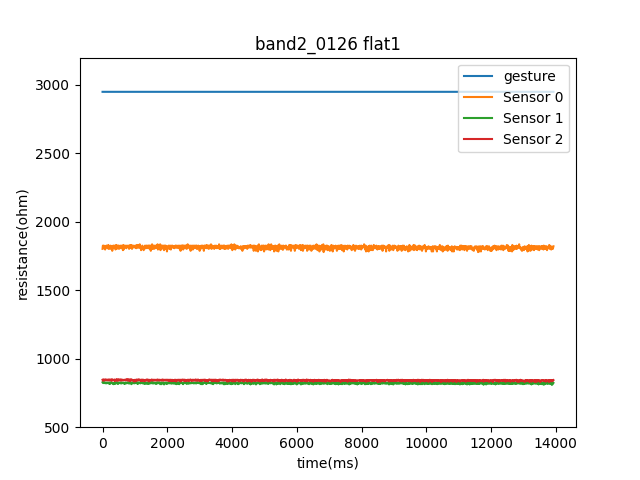 band2_0126 flat1
gesture
Sensor 0
Sensor 1
Sensor 2
resistance(ohm)
3000
2500
2000
1500
1000
500
0
2000
4000
6000
8000
10000
12000
14000
time(ms)